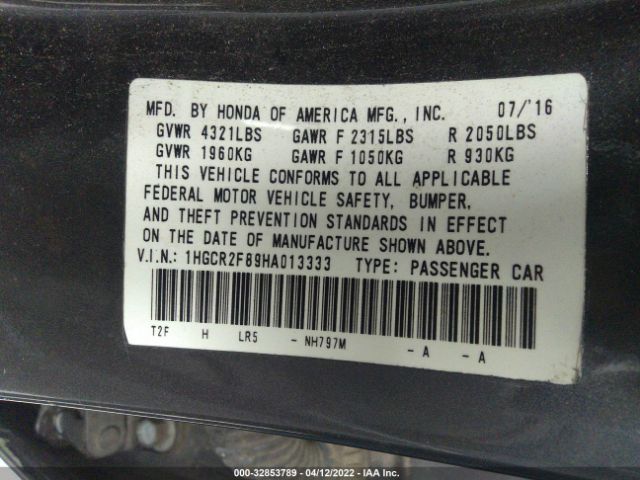 MFD. BY HONDA OF AMERICA MFG., INC. 07/'16
GVWR 4321LBS GAWR F 2315LBS R 2050LBS
GVWR 1960KG GAWR F 1050KG R 930KG
THIS VEHICLE CONFORMS TO ALL APPLICABLE
FEDERAL MOTOR VEHICLE SAFETY, BUMPER,
AND THEFT PREVENTION STANDARDS IN EFFECT
ON THE DATE OF MANUFACTURE SHOWN ABOVE.
V.I.N.: 1HGCR2F89HA013333 TYPE: PASSENGER CAR
T2F H LR5 - NH797M - A - A
000-32853789 - 04/12/2022 - IAA Inc.